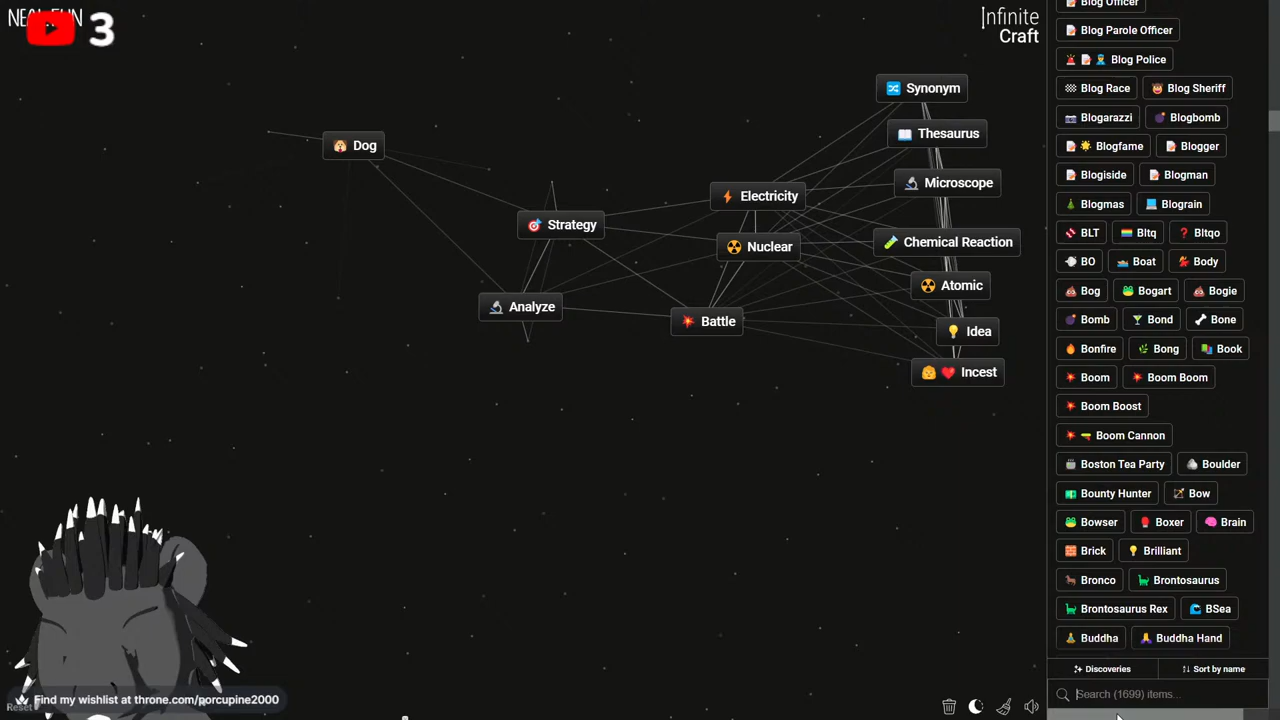 NEAL.FUN
3
Infinite
Craft
Synonym
Dog
Thesaurus
Microscope
Electricity
Strategy
Nuclear
Chemical Reaction
Atomic
Analyze
Battle
Idea
Incest
Blog Officer
Blog Parole Officer
Blog Police
Blog Race
Blog Sheriff
Blogarazzi
Blogbomb
Blogfame
Blogger
Blogiside
Blogman
Blogmas
Blograin
BLT
Bltq
Bltqo
BO
Boat
Body
Bog
Bogart
Bogie
Bomb
Bond
Bone
Bonfire
Bong
Book
Boom
Boom Boom
Boom Boost
Boom Cannon
Boston Tea Party
Boulder
Bounty Hunter
Bow
Bowser
Boxer
Brain
Brick
Brilliant
Bronco
Brontosaurus
Brontosaurus Rex
BSea
Buddha
Buddha Hand
Discoveries
Sort by name
Search (1699) items...
Find my wishlist at throne.com/porcupine2000
Reset